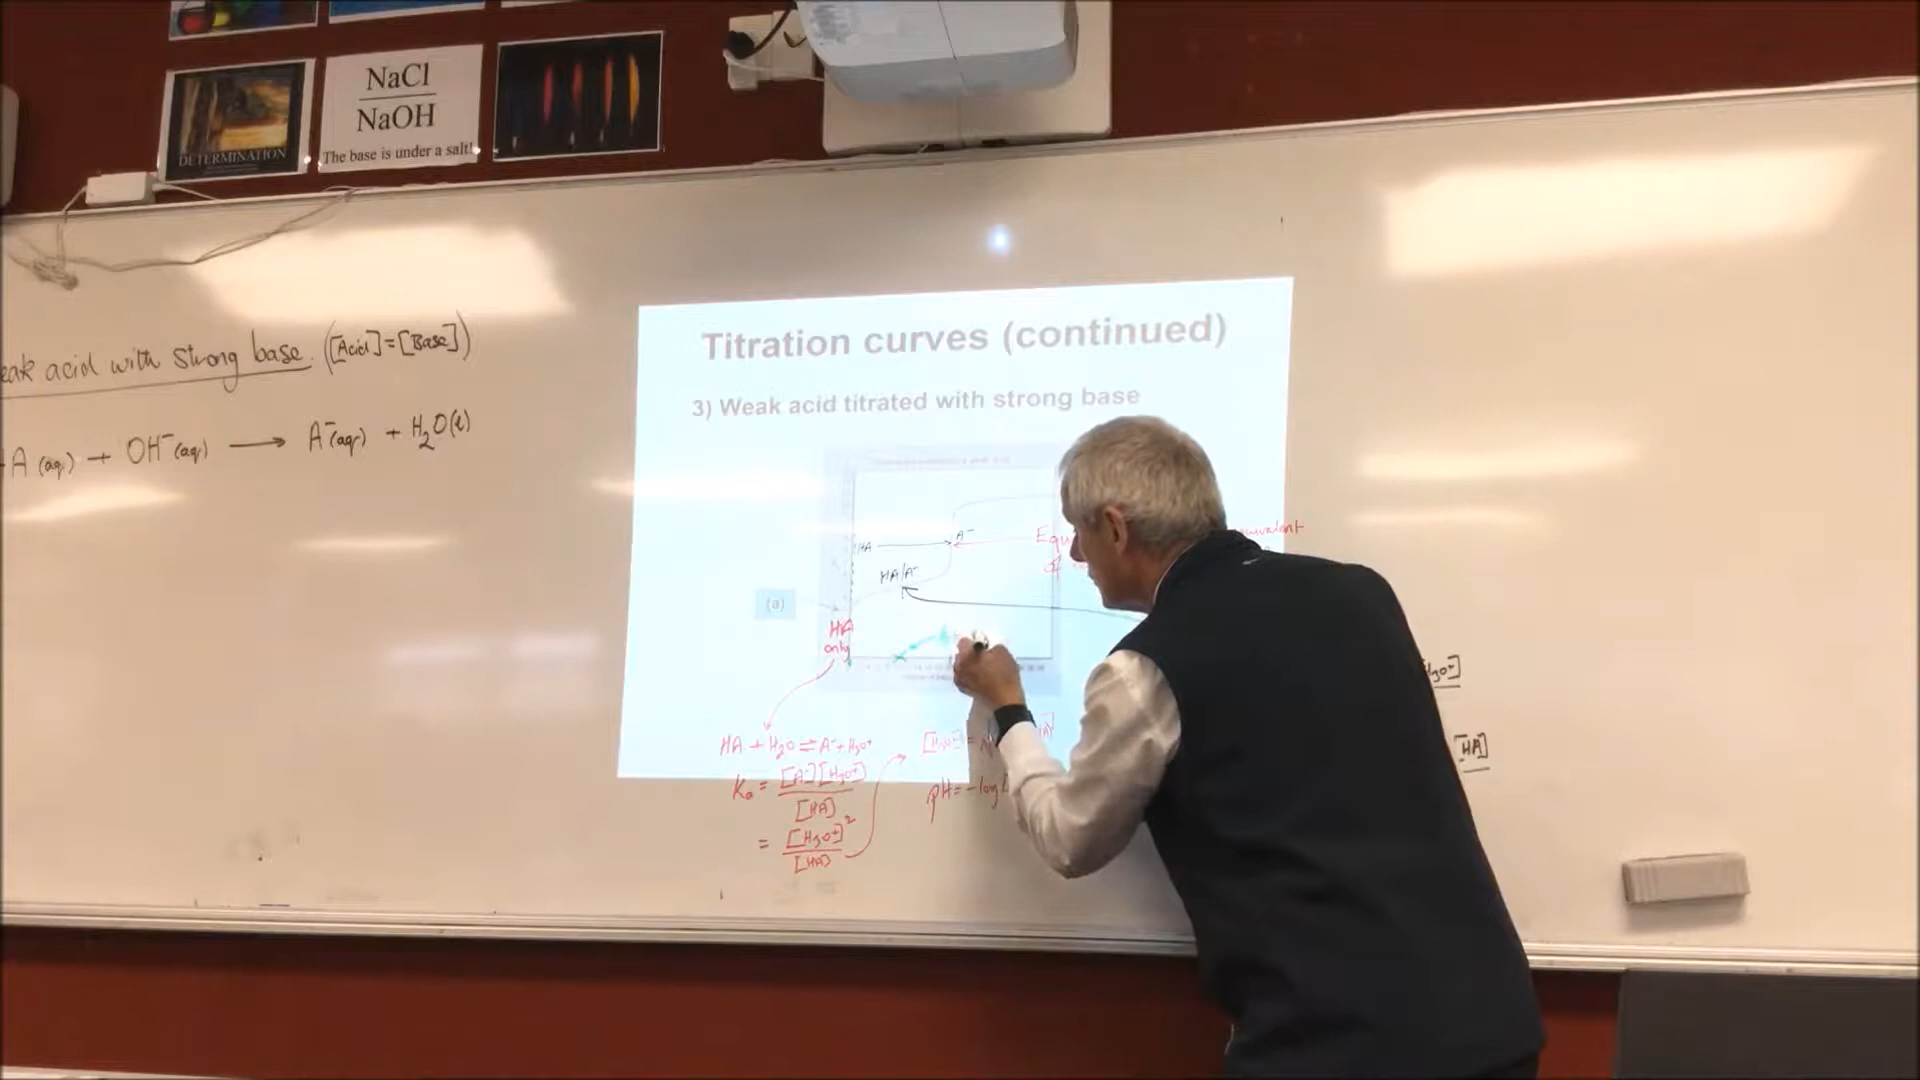 NaCl
NaOH
The base is under a salt!
DETERMINATION
eak acid with strong base. ([Acid]=[Base])
A (aq) + OH⁻(aq) ⟶ A⁻(aq) + H₂O(l)
Titration curves (continued)
3) Weak acid titrated with strong base
HA
A⁻
HA/A⁻
(a)
HA
only
HA + H₂O ⇌ A⁻ + H₃O⁺
Kₐ = [A⁻][H₃O⁺]
[HA]
= [H₃O⁺]²
[HA]
[H₃O⁺] =
pH = -log
[HA]